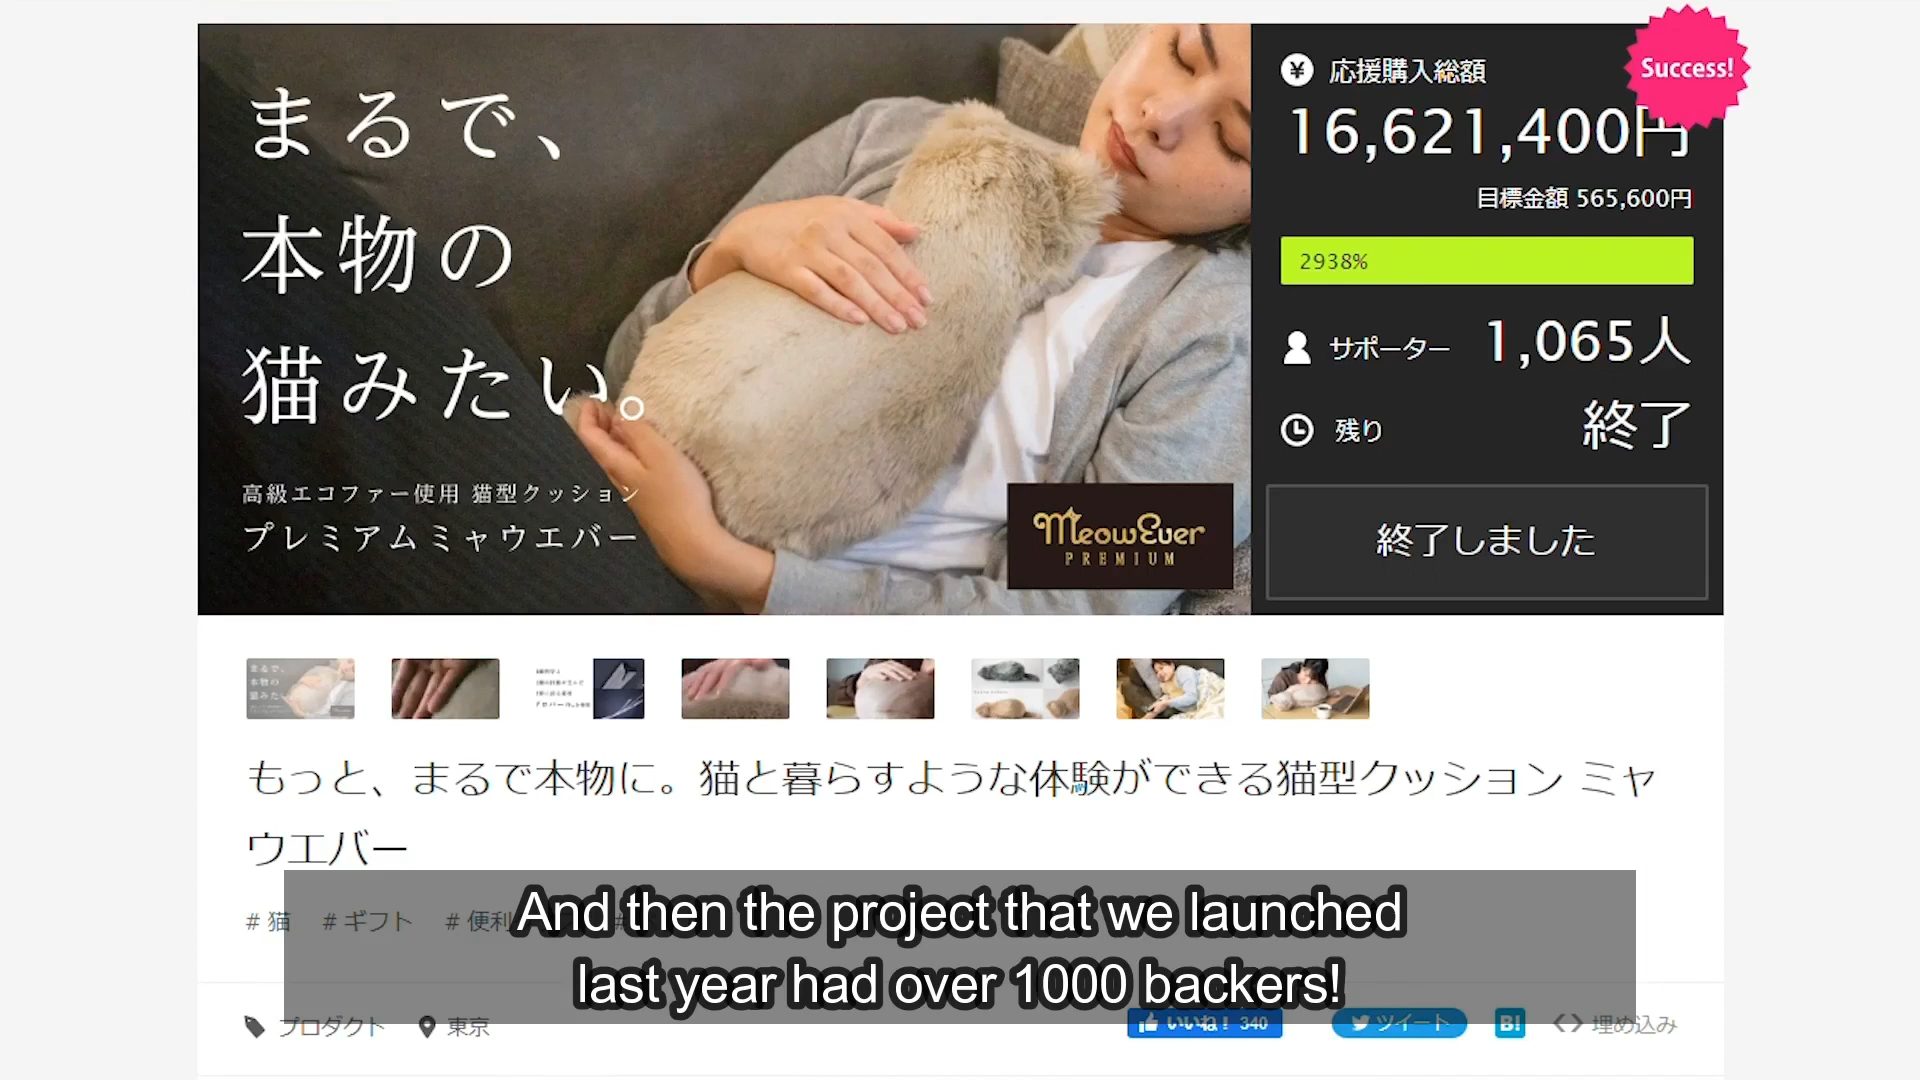 まるで、
本物の
猫みたい。
高級エコファー使用 猫型クッション
プレミアムミャウエバー
MeowEver
PREMIUM
Success!
応援購入総額
16,621,400円
目標金額 565,600円
2938%
サポーター 1,065人
残り 終了
終了しました
もっと、まるで本物に。猫と暮らすような体験ができる猫型クッション ミャ
ウエバー
# 猫 # ギフト # 便利
And then the project that we launched
last year had over 1000 backers!
プロダクト 東京
いいね！ 340 ツイート B! 埋め込み